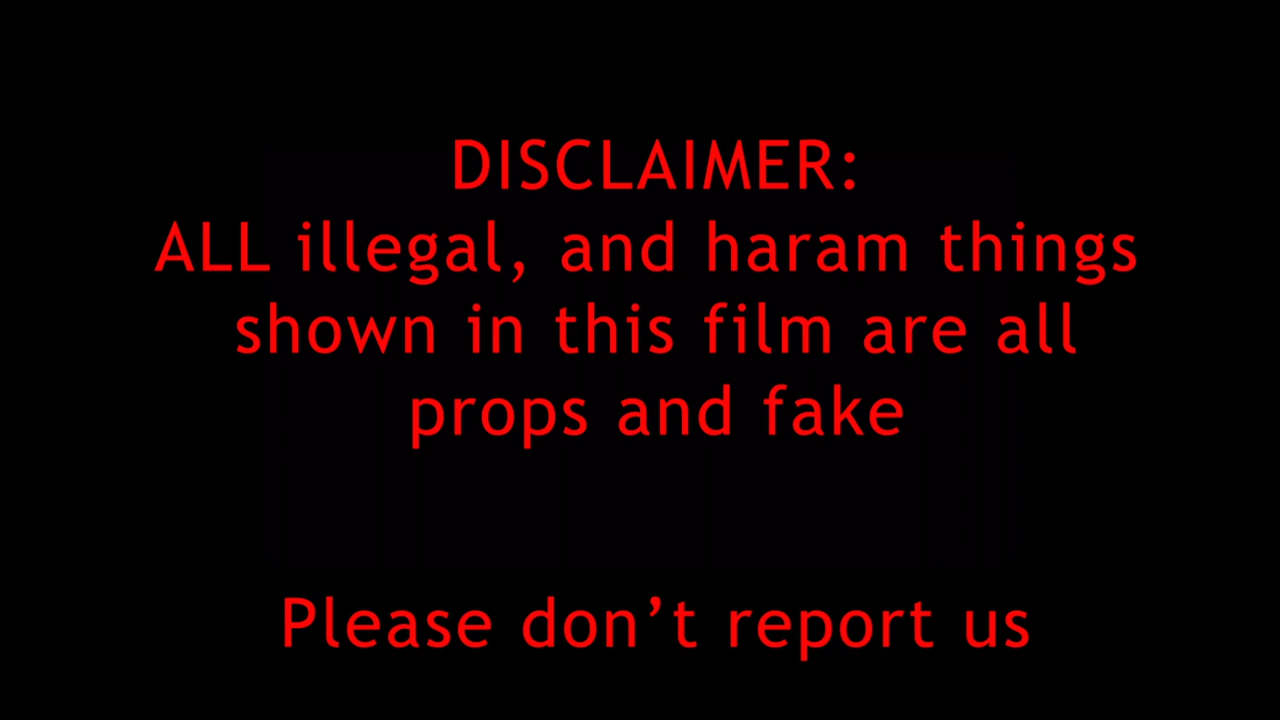 DISCLAIMER:
ALL illegal, and haram things
shown in this film are all
props and fake
Please don’t report us